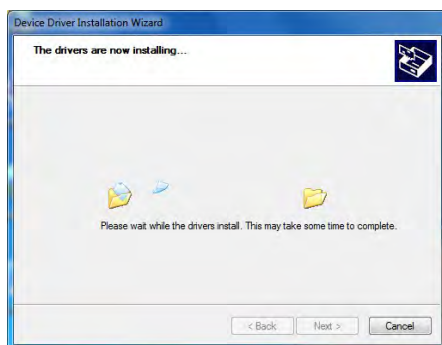 Device Driver Installation Wizard
The drivers are now installing...
Please wait while the drivers install. This may take some time to complete.
< Back Next > Cancel